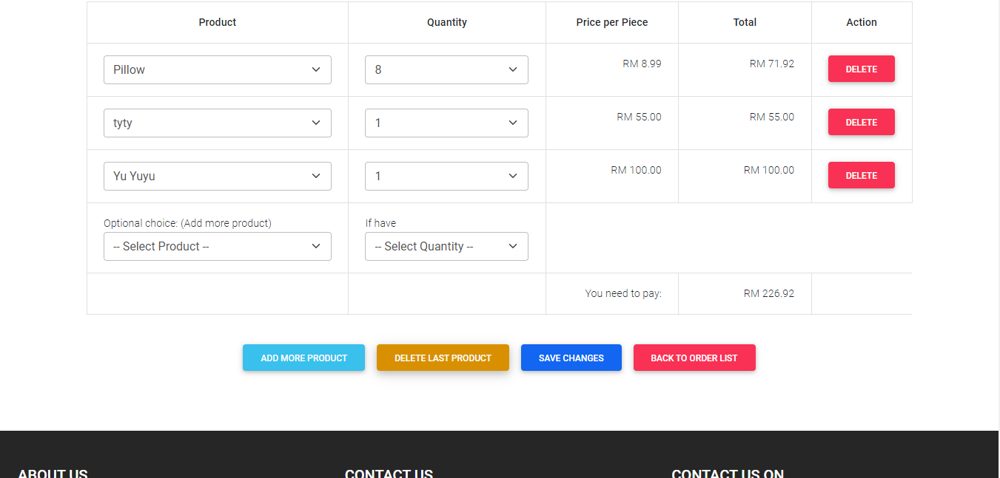 Product Quantity Price per Piece Total Action
Pillow 8 RM 8.99 RM 71.92 DELETE
tyty 1 RM 55.00 RM 55.00 DELETE
Yu Yuyu 1 RM 100.00 RM 100.00 DELETE
Optional choice: (Add more product) If have
-- Select Product -- -- Select Quantity --
You need to pay: RM 226.92
ADD MORE PRODUCT DELETE LAST PRODUCT SAVE CHANGES BACK TO ORDER LIST
ABOUT US CONTACT US CONTACT US ON